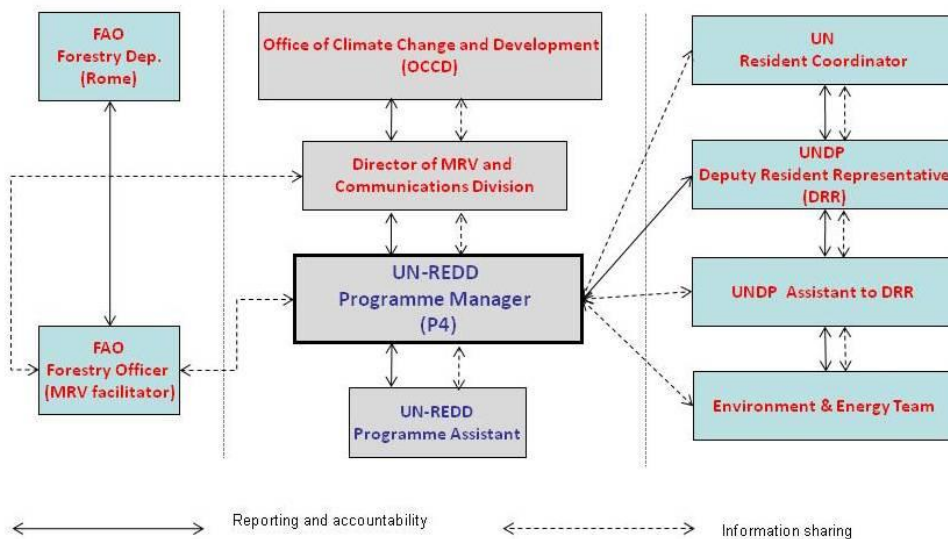 FAO
Forestry Dep.
(Rome)
Office of Climate Change and Development
(OCCD)
UN
Resident Coordinator
Director of MRV and
Communications Division
UNDP
Deputy Resident Representative
(DRR)
UN-REDD
Programme Manager
(P4)
UNDP Assistant to DRR
FAO
Forestry Officer
(MRV facilitator)
UN-REDD
Programme Assistant
Environment & Energy Team
Reporting and accountability
Information sharing